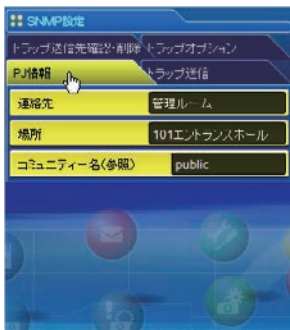 SNMP設定
トラップ送信先確認・削除 トラップオプション
PJ情報 トラップ送信
連絡先 管理ルーム
場所 101エントランスホール
コミュニティー名(参照) public